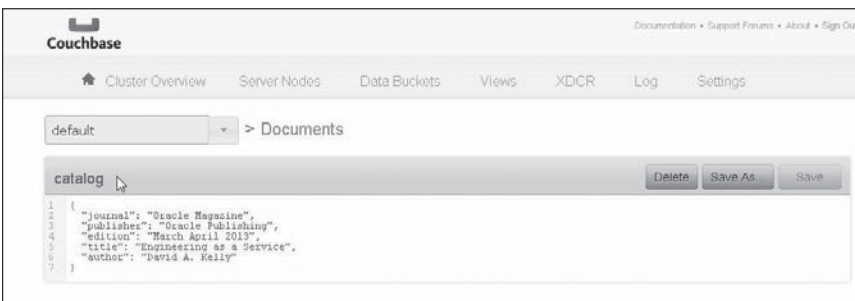 Documentation • Support Forums • About • Sign Out
Couchbase
Cluster Overview Server Nodes Data Buckets Views XDCR Log Settings
default > Documents
catalog Delete Save As... Save
1 {
2 "journal": "Oracle Magazine",
3 "publisher": "Oracle Publishing",
4 "edition": "March April 2013",
5 "title": "Engineering as a Service",
6 "author": "David A. Kelly"
7 }